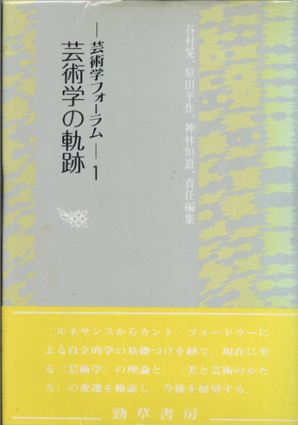 谷村晃、原田平作、神林恒道、責任編集
―芸術学フォーラム―1
芸術学の軌跡
ルネサンスからカント、フィードラーに
よる自立的学の基礎づけを経て、現在に至
る〈芸術学〉の理論と、〈美と芸術のかた
ち〉の変遷を検証し、今後を展望する。
勁草書房